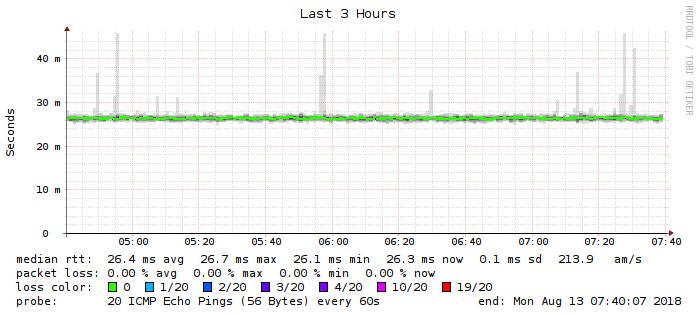 Last 3 Hours
RRDTOOL / TOBI OETIKER
Seconds
40 m
30 m
20 m
10 m
0
05:00 05:20 05:40 06:00 06:20 06:40 07:00 07:20 07:40
median rtt: 26.4 ms avg 26.7 ms max 26.1 ms min 26.3 ms now 0.1 ms sd 213.9 am/s
packet loss: 0.00 % avg 0.00 % max 0.00 % min 0.00 % now
loss color: 0 1/20 2/20 3/20 4/20 10/20 19/20
probe: 20 ICMP Echo Pings (56 Bytes) every 60s end: Mon Aug 13 07:40:07 2018